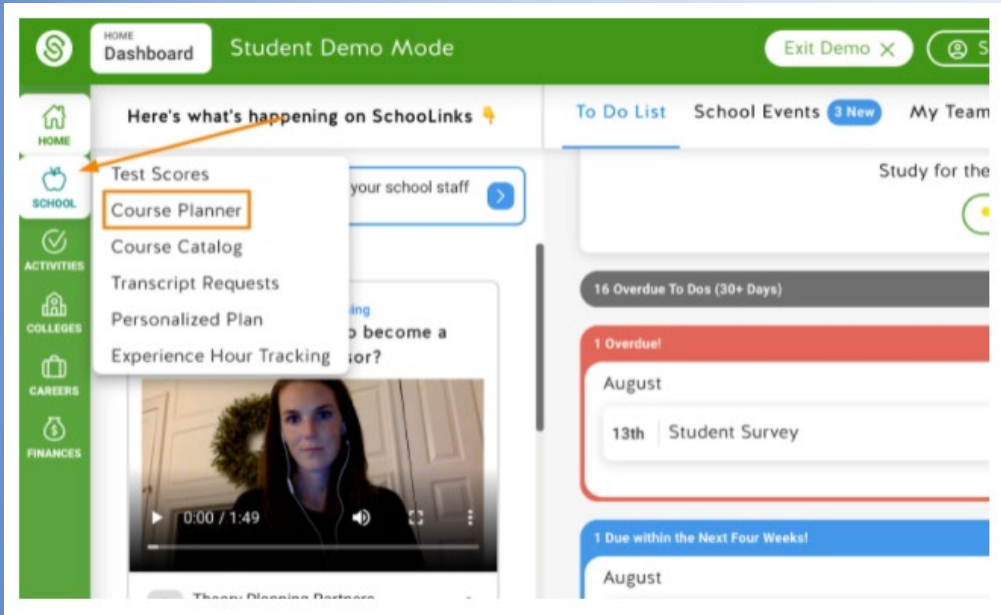 HOME
Dashboard
Student Demo Mode
Exit Demo X
Here's what's happening on SchooLinks
To Do List
School Events
3 New
My Team
HOME
SCHOOL
ACTIVITIES
COLLEGES
CAREERS
FINANCES
Test Scores
Course Planner
Course Catalog
Transcript Requests
Personalized Plan
Experience Hour Tracking
your school staff
become a
0:00 / 1:49
Study for the
16 Overdue To Dos (30+ Days)
1 Overdue!
August
13th
Student Survey
1 Due within the Next Four Weeks!
August